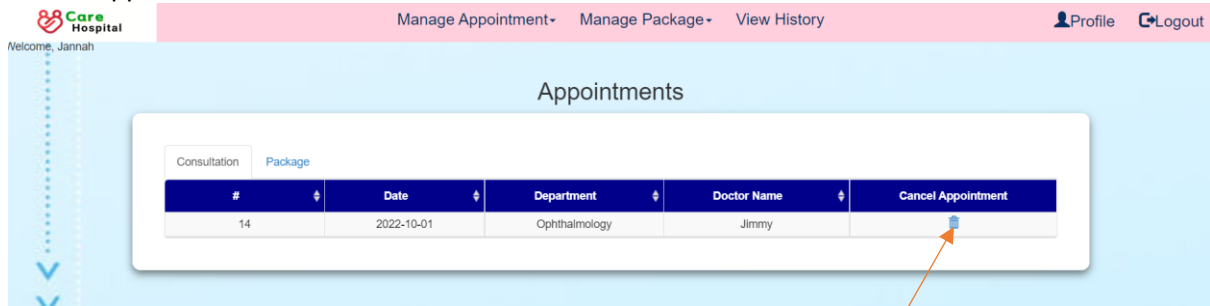 Care
Hospital
Manage Appointment
Manage Package
View History
Profile
Logout
Welcome, Jannah
Appointments
Consultation Package
# Date Department Doctor Name Cancel Appointment
14 2022-10-01 Ophthalmology Jimmy